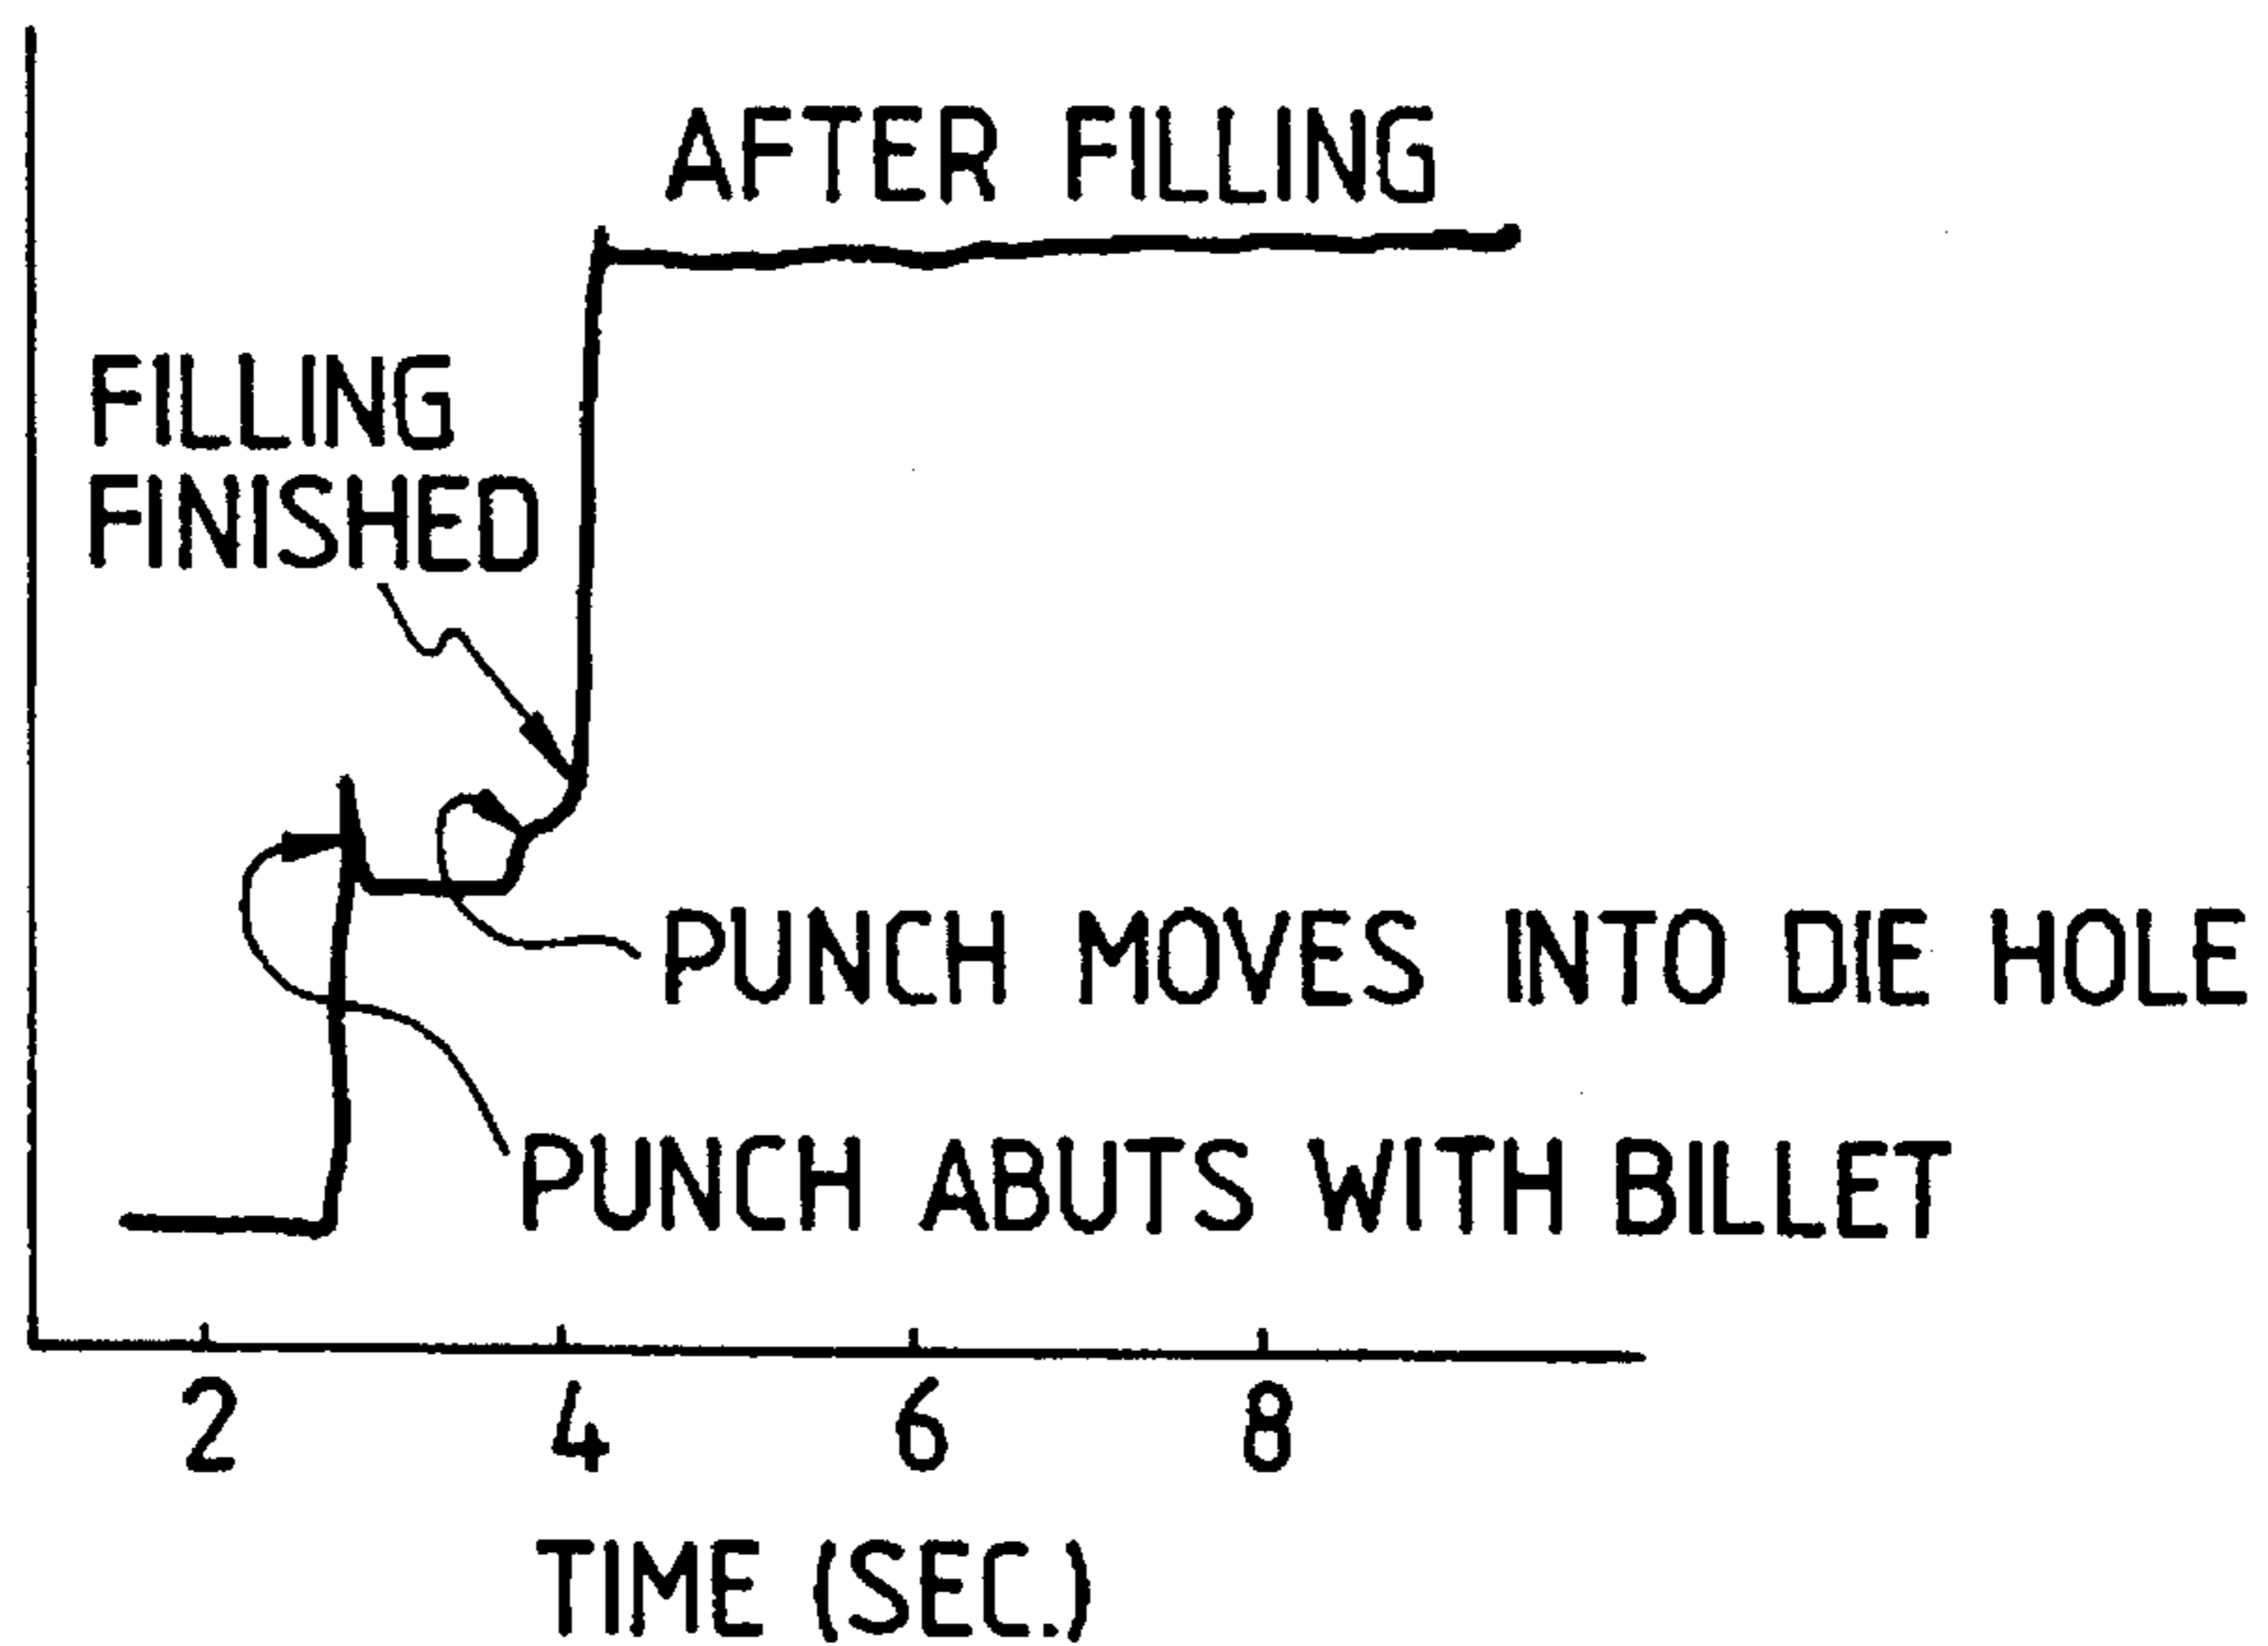 AFTER FILLING
FILLING
FINISHED
PUNCH MOVES INTO DIE HOLE
PUNCH ABUTS WITH BILLET
2 4 6 8
TIME (SEC.)